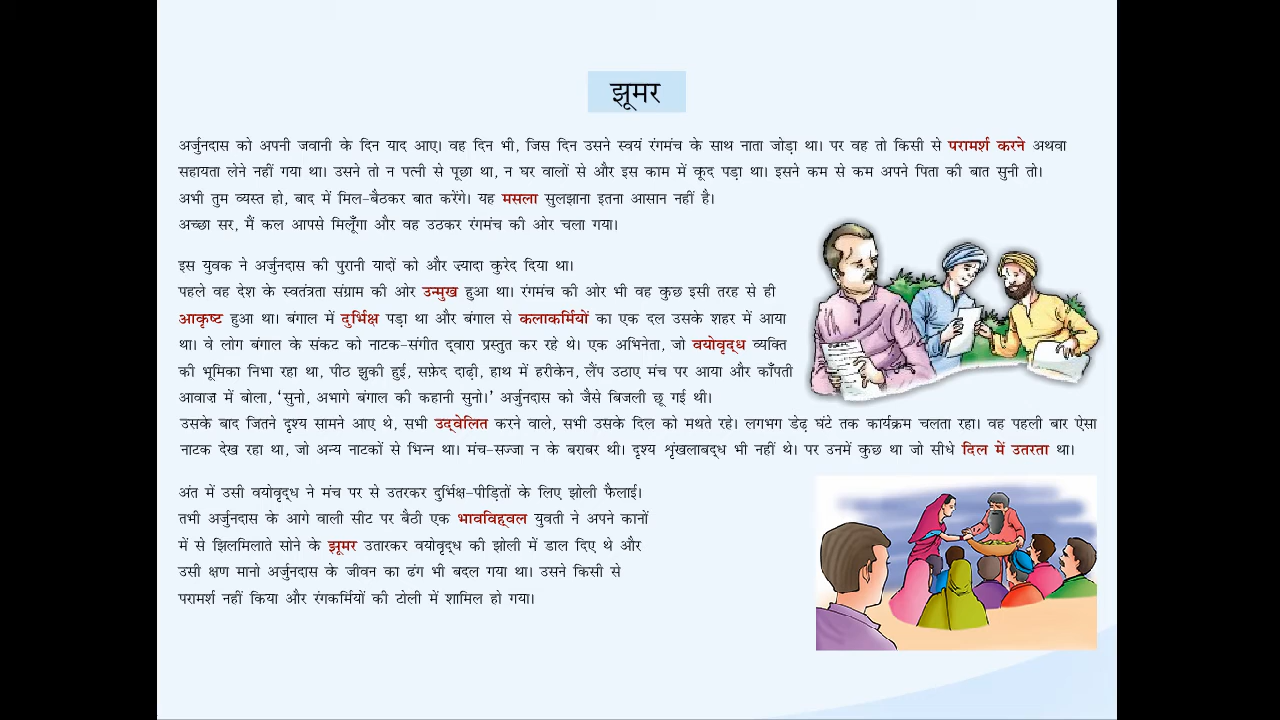 झूमर
अर्जुनदास को अपनी जवानी के दिन याद आए। वह दिन भी, जिस दिन उसने स्वयं रंगमंच के साथ नाता जोड़ा था। पर वह तो किसी से परामर्श करने अथवा
सहायता लेने नहीं गया था। उसने तो न पत्नी से पूछा था, न घर वालों से और इस काम में कूद पड़ा था। इसने कम से कम अपने पिता की बात सुनी तो।
अभी तुम व्यस्त हो, बाद में मिल-बैठकर बात करेंगे। यह मसला सुलझाना इतना आसान नहीं है।
अच्छा सर, मैं कल आपसे मिलूँगा और वह उठकर रंगमंच की ओर चला गया।
इस युवक ने अर्जुनदास की पुरानी यादों को और ज़्यादा कुरेद दिया था।
पहले वह देश के स्वतंत्रता संग्राम की ओर उन्मुख हुआ था। रंगमंच की ओर भी वह कुछ इसी तरह से ही
आकृष्ट हुआ था। बंगाल में दुर्भिक्ष पड़ा था और बंगाल से कलाकर्मियों का एक दल उसके शहर में आया
था। वे लोग बंगाल के संकट को नाटक-संगीत द्वारा प्रस्तुत कर रहे थे। एक अभिनेता, जो वयोवृद्ध व्यक्ति
की भूमिका निभा रहा था, पीठ झुकी हुई, सफ़ेद दाढ़ी, हाथ में हरीकेन, लैंप उठाए मंच पर आया और काँपती
आवाज़ में बोला, ‘सुनो, अभागे बंगाल की कहानी सुनो।’ अर्जुनदास को जैसे बिजली छू गई थी।
उसके बाद जितने दृश्य सामने आए थे, सभी उद्वेलित करने वाले, सभी उसके दिल को मथते रहे। लगभग डेढ़ घंटे तक कार्यक्रम चलता रहा। वह पहली बार ऐसा
नाटक देख रहा था, जो अन्य नाटकों से भिन्न था। मंच-सज्जा न के बराबर थी। दृश्य शृंखलाबद्ध भी नहीं थे। पर उनमें कुछ था जो सीधे दिल में उतरता था।
अंत में उसी वयोवृद्ध ने मंच पर से उतरकर दुर्भिक्ष-पीड़ितों के लिए झोली फैलाई।
तभी अर्जुनदास के आगे वाली सीट पर बैठी एक भावविह्वल युवती ने अपने कानों
में से झिलमिलाते सोने के झूमर उतारकर वयोवृद्ध की झोली में डाल दिए थे और
उसी क्षण मानो अर्जुनदास के जीवन का ढंग भी बदल गया था। उसने किसी से
परामर्श नहीं किया और रंगकर्मियों की टोली में शामिल हो गया।